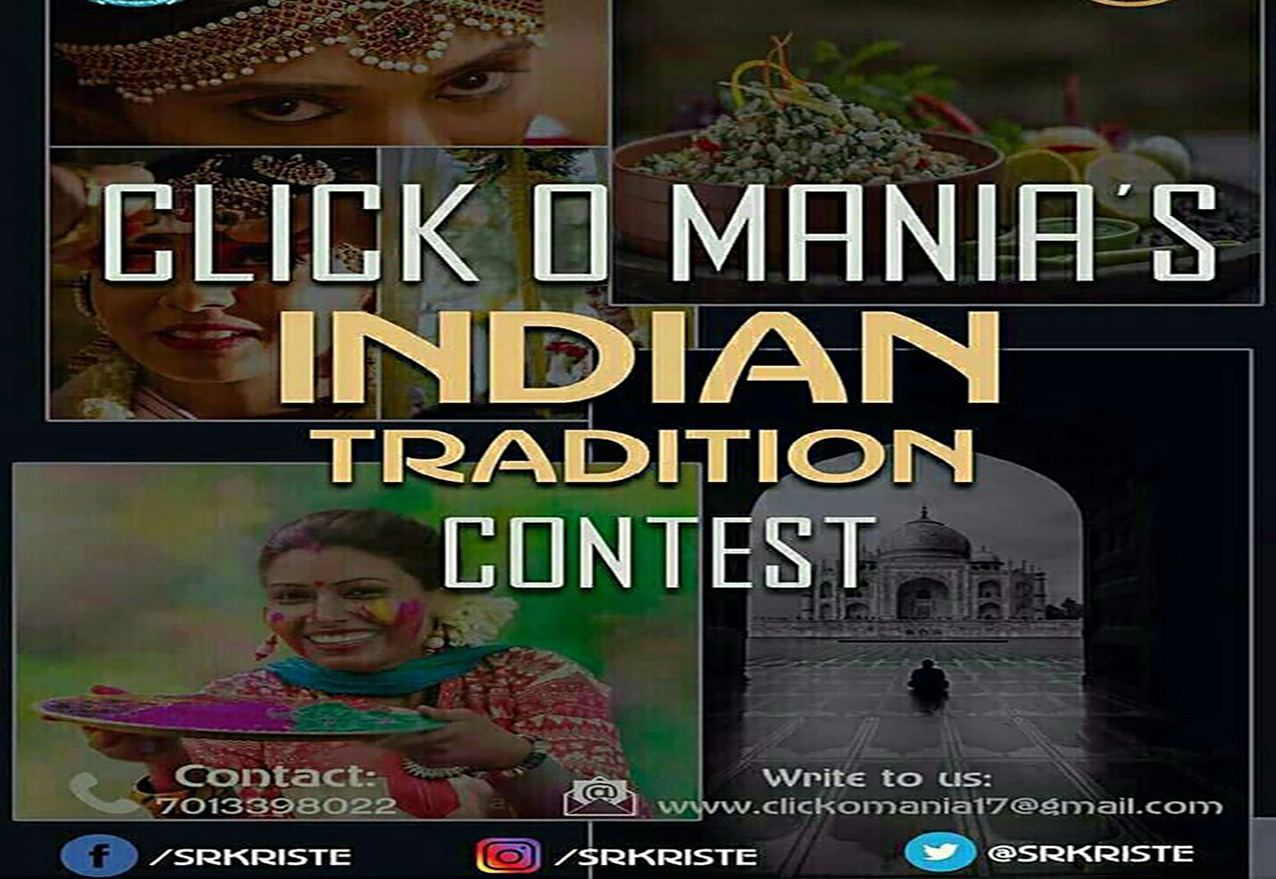 CLICK O MANIA'S
INDIAN
TRADITION
CONTEST
Contact:
7013398022
Write to us:
www.clickomania17@gmail.com
/SRKRISTE
/SRKRISTE
@SRKRISTE